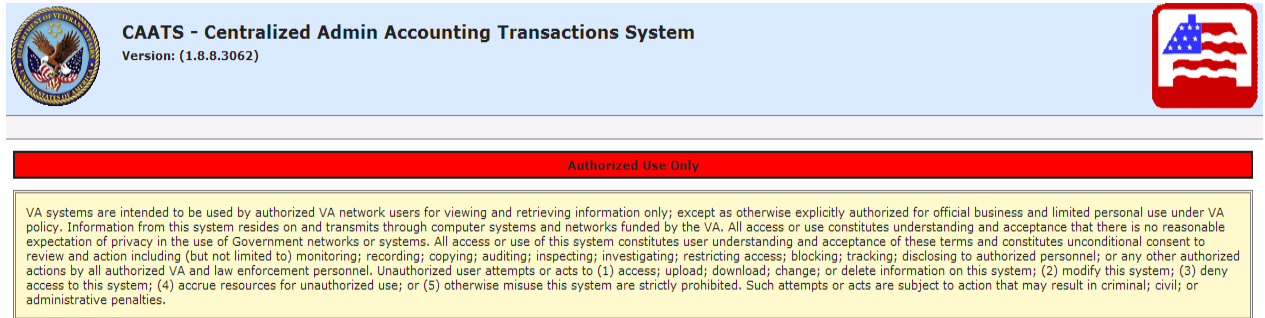 CAATS - Centralized Admin Accounting Transactions System
Version: (1.8.8.3062)
Authorized Use Only
VA systems are intended to be used by authorized VA network users for viewing and retrieving information only; except as otherwise explicitly authorized for official business and limited personal use under VA
policy. Information from this system resides on and transmits through computer systems and networks funded by the VA. All access or use constitutes understanding and acceptance that there is no reasonable
expectation of privacy in the use of Government networks or systems. All access or use of this system constitutes user understanding and acceptance of these terms and constitutes unconditional consent to
review and action including (but not limited to) monitoring; recording; copying; auditing; inspecting; investigating; restricting access; blocking; tracking; disclosing to authorized personnel; or any other authorized
actions by all authorized VA and law enforcement personnel. Unauthorized user attempts or acts to (1) access; upload; download; change; or delete information on this system; (2) modify this system; (3) deny
access to this system; (4) accrue resources for unauthorized use; or (5) otherwise misuse this system are strictly prohibited. Such attempts or acts are subject to action that may result in criminal; civil; or
administrative penalties.